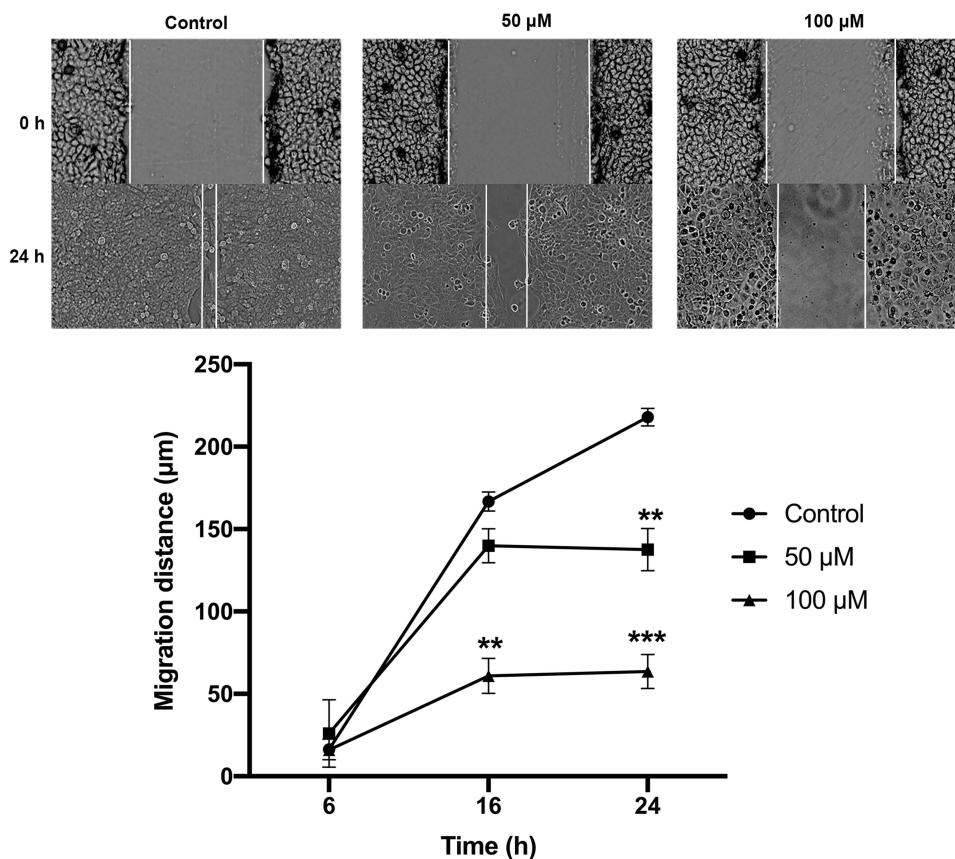 Control 50 µM 100 µM
0 h
24 h
250
200
150
100
50
0
Migration distance (µm)
**
**
***
6 16 24
Time (h)
Control
50 µM
100 µM